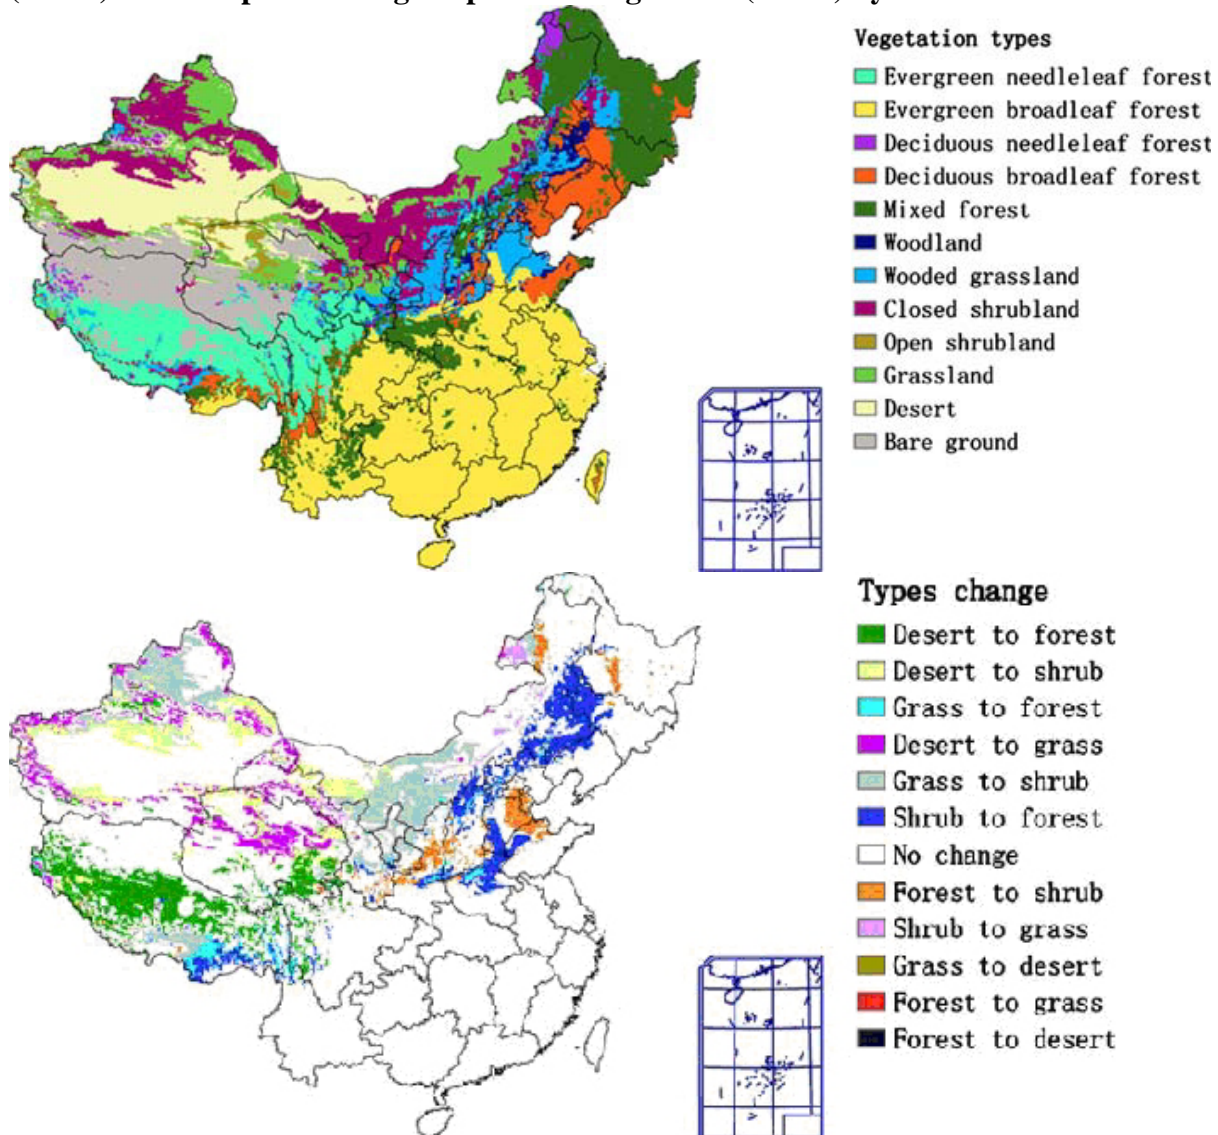 Vegetation types
Evergreen needleleaf forest
Evergreen broadleaf forest
Deciduous needleleaf forest
Deciduous broadleaf forest
Mixed forest
Woodland
Wooded grassland
Closed shrubland
Open shrubland
Grassland
Desert
Bare ground
Types change
Desert to forest
Desert to shrub
Grass to forest
Desert to grass
Grass to shrub
Shrub to forest
No change
Forest to shrub
Shrub to grass
Grass to desert
Forest to grass
Forest to desert